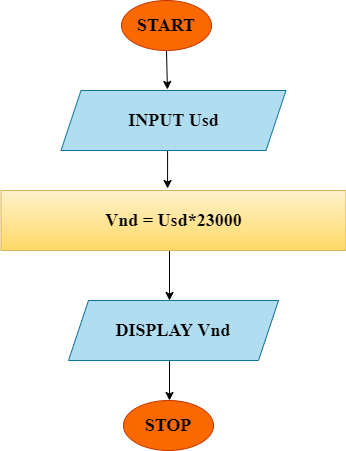 START
INPUT Usd
Vnd = Usd*23000
DISPLAY Vnd
STOP